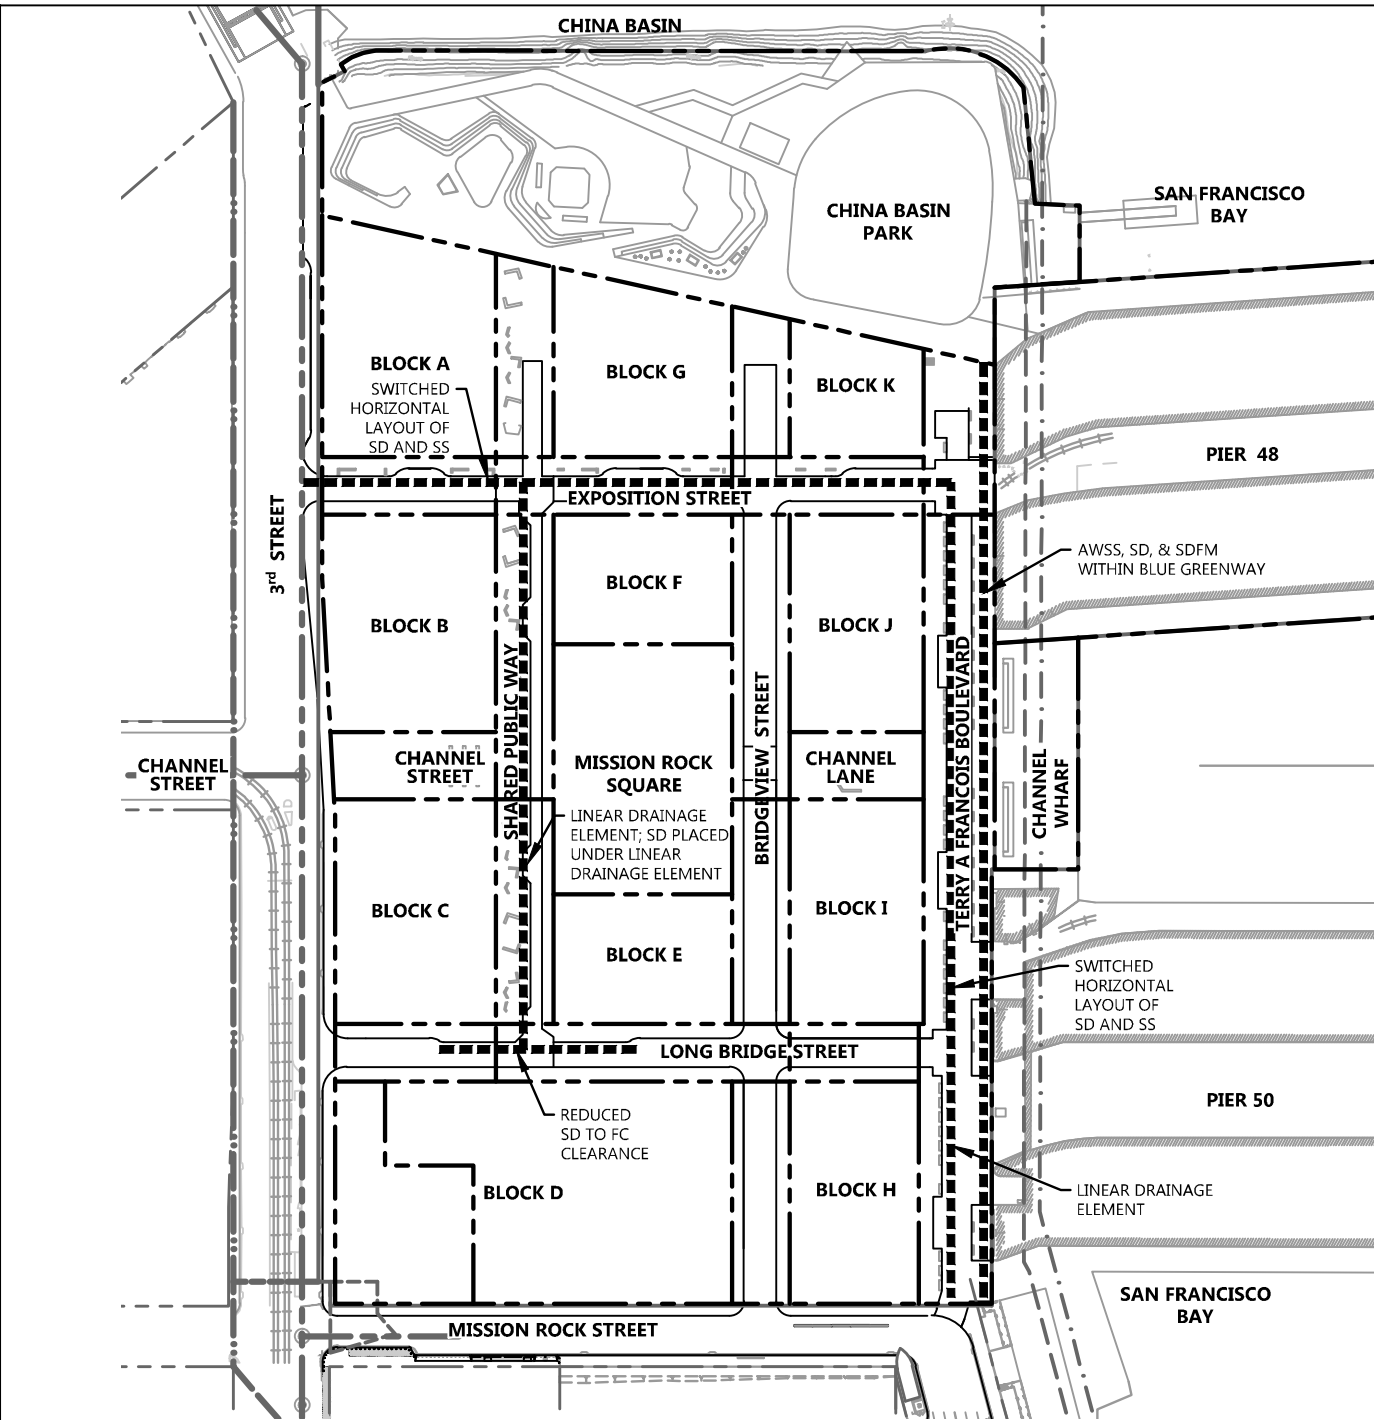 CHINA BASIN
SAN FRANCISCO
BAY
CHINA BASIN
PARK
BLOCK A
SWITCHED
HORIZONTAL
LAYOUT OF
SD AND SS
BLOCK G
BLOCK K
PIER 48
EXPOSITION STREET
3rd STREET
AWSS, SD, & SDFM
WITHIN BLUE GREENWAY
BLOCK F
BLOCK B
BLOCK J
SHARED PUBLIC WAY
BRIDGEVIEW STREET
TERRY A FRANCOIS BOULEVARD
CHANNEL
STREET
CHANNEL
STREET
MISSION ROCK
SQUARE
CHANNEL
LANE
CHANNEL
WHARF
LINEAR DRAINAGE
ELEMENT; SD PLACED
UNDER LINEAR
DRAINAGE ELEMENT
BLOCK C
BLOCK I
BLOCK E
SWITCHED
HORIZONTAL
LAYOUT OF
SD AND SS
LONG BRIDGE STREET
PIER 50
REDUCED
SD TO FC
CLEARANCE
BLOCK D
BLOCK H
LINEAR DRAINAGE
ELEMENT
SAN FRANCISCO
BAY
MISSION ROCK STREET